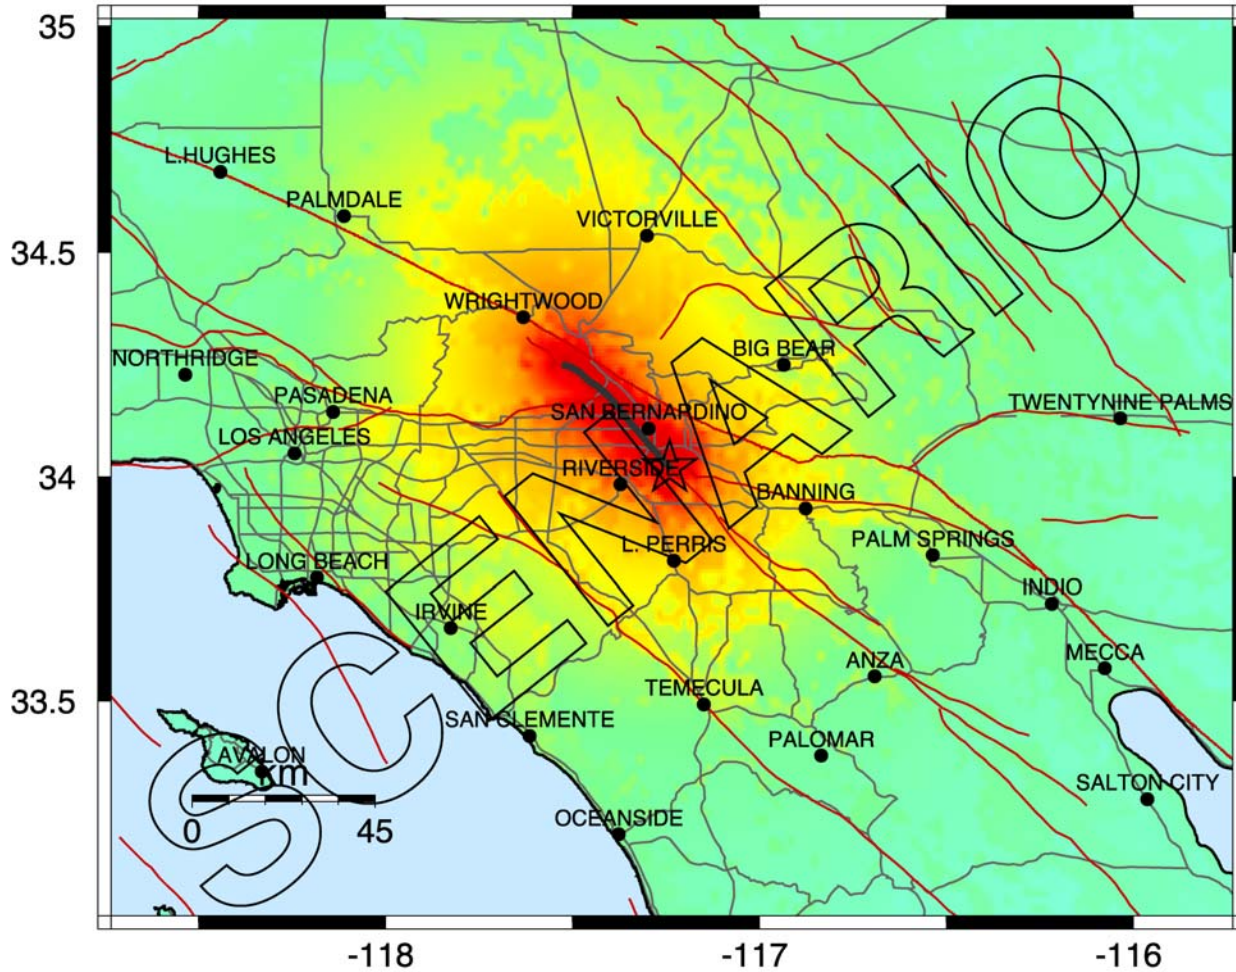 35
L.HUGHES
PALMDALE
VICTORVILLE
34.5
WRIGHTWOOD
BIG BEAR
NORTHRIDGE
PASADENA
SAN BERNARDINO
TWENTYNINE PALMS
LOS ANGELES
34
RIVERSIDE
BANNING
PALM SPRINGS
L. PERRIS
LONG BEACH
INDIO
IRVINE
MECCA
ANZA
33.5
TEMECULA
SAN CLEMENTE
PALOMAR
AVALON
km
SALTON CITY
0 45
OCEANSIDE
-118 -117 -116
SCENARIO